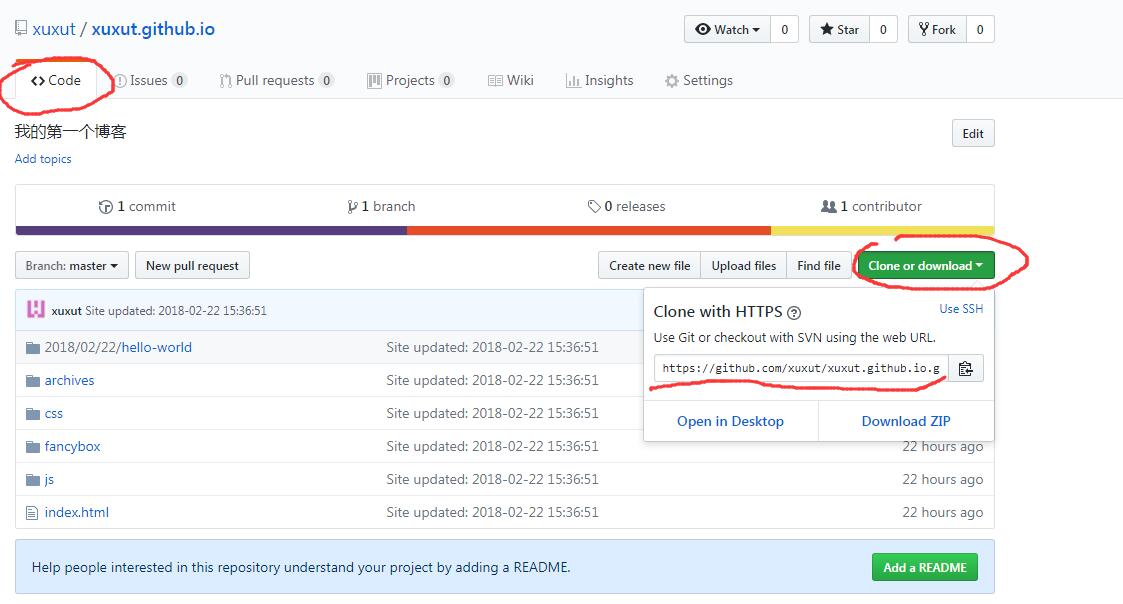 xuxut / xuxut.github.io
Watch 0 Star 0 Fork 0
Code Issues 0 Pull requests 0 Projects 0 Wiki Insights Settings
我的第一个博客
Edit
Add topics
1 commit 1 branch 0 releases 1 contributor
Branch: master New pull request Create new file Upload files Find file Clone or download
xuxut Site updated: 2018-02-22 15:36:51
Clone with HTTPS ? Use SSH
Use Git or checkout with SVN using the web URL.
https://github.com/xuxut/xuxut.github.io.g
Open in Desktop Download ZIP
2018/02/22/hello-world Site updated: 2018-02-22 15:36:51
archives Site updated: 2018-02-22 15:36:51
css Site updated: 2018-02-22 15:36:51
fancybox Site updated: 2018-02-22 15:36:51 22 hours ago
js Site updated: 2018-02-22 15:36:51 22 hours ago
index.html Site updated: 2018-02-22 15:36:51 22 hours ago
Help people interested in this repository understand your project by adding a README. Add a README